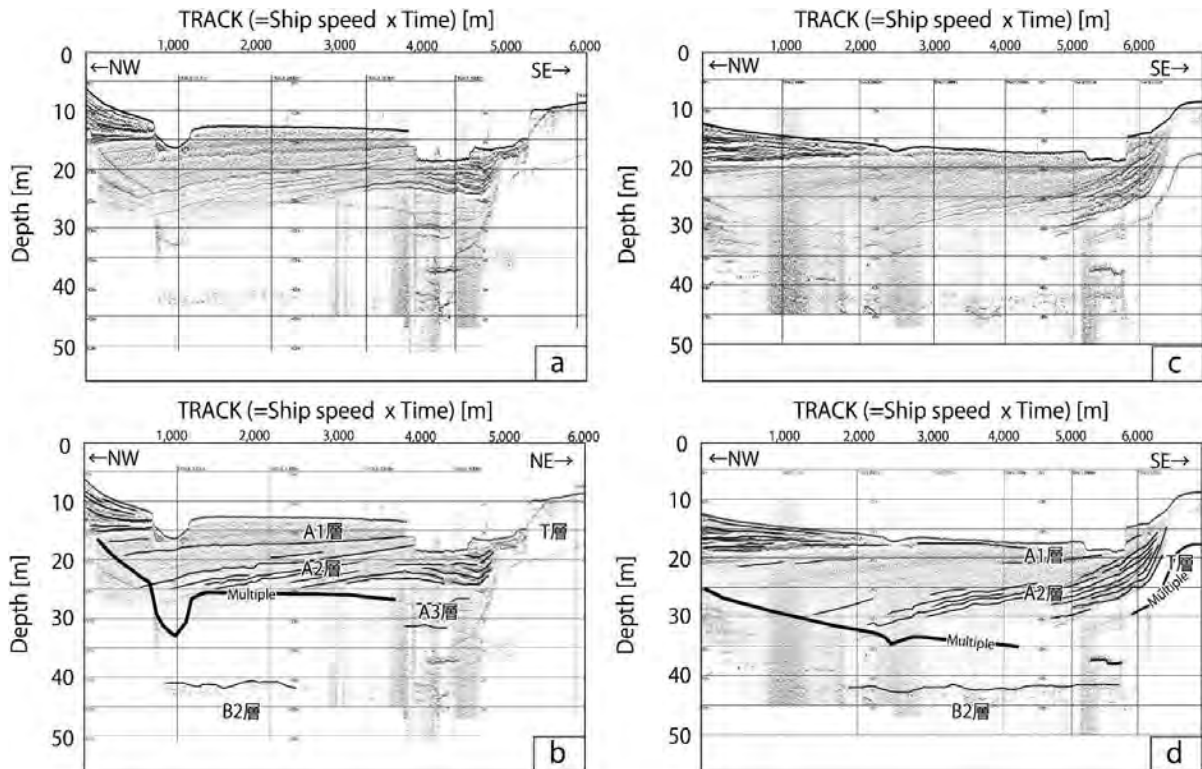 TRACK (=Ship speed x Time) [m]
1,000 2,000 3,000 4,000 5,000 6,000
0
←NW SE→
10
20
30
40
50
Depth [m]
a
TRACK (=Ship speed x Time) [m]
1,000 2,000 3,000 4,000 5,000 6,000
0
←NW SE→
10
20
30
40
50
Depth [m]
c
TRACK (=Ship speed x Time) [m]
1,000 2,000 3,000 4,000 5,000 6,000
0
←NW NE→
10
A1層
T層
20
A2層
Multiple
A3層
30
40
B2層
50
Depth [m]
b
TRACK (=Ship speed x Time) [m]
1,000 2,000 3,000 4,000 5,000 6,000
0
←NW SE→
10
20
A1層
T層
A2層
Multiple
30
Multiple
40
B2層
50
Depth [m]
d